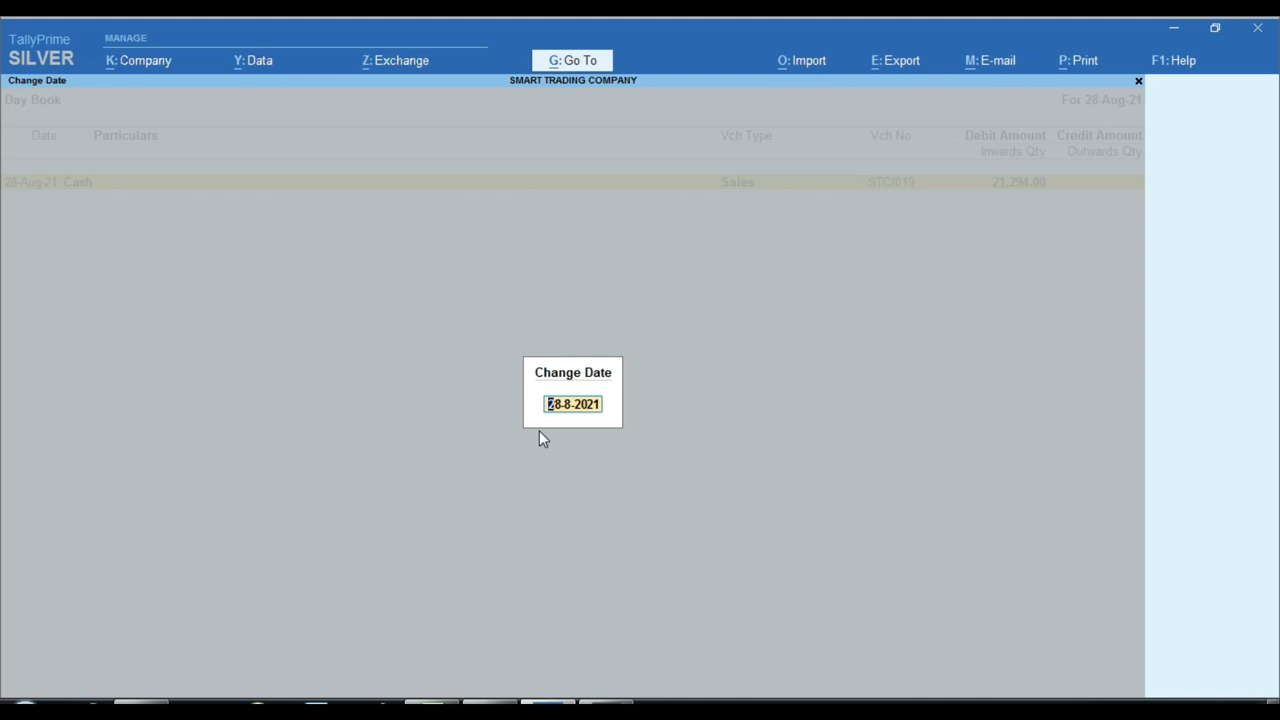 TallyPrime
SILVER
MANAGE
K: Company Y: Data Z: Exchange G: Go To O: Import E: Export M: E-mail P: Print F1: Help
Change Date SMART TRADING COMPANY
Day Book For 28-Aug-21
Date Particulars Vch Type Vch No Debit Amount Credit Amount
Inwards Qty Outwards Qty
28-Aug-21 Cash Sales STC/019 21,294.00
Change Date
28-8-2021